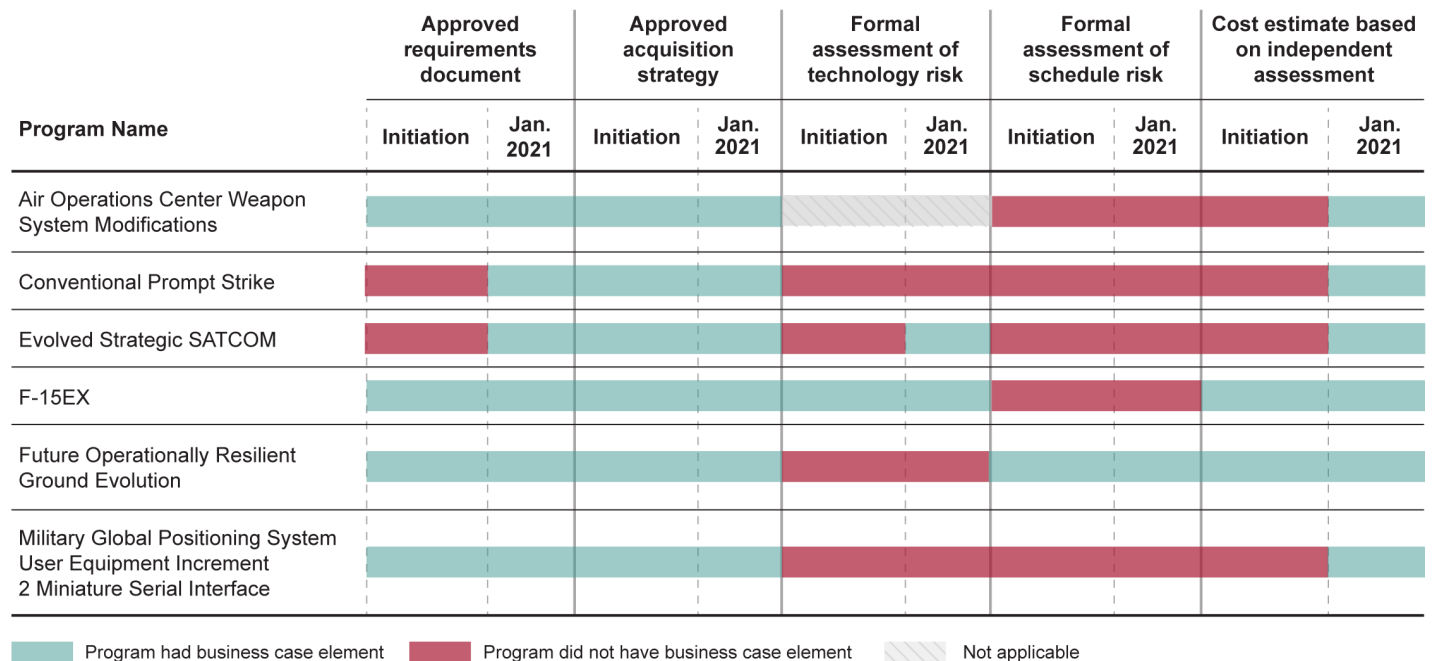 Approved requirements document
Approved acquisition strategy
Formal assessment of technology risk
Formal assessment of schedule risk
Cost estimate based on independent assessment
Program Name
Initiation
Jan. 2021
Initiation
Jan. 2021
Initiation
Jan. 2021
Initiation
Jan. 2021
Initiation
Jan. 2021
Air Operations Center Weapon
System Modifications
Conventional Prompt Strike
Evolved Strategic SATCOM
F-15EX
Future Operationally Resilient
Ground Evolution
Military Global Positioning System
User Equipment Increment
2 Miniature Serial Interface
Program had business case element
Program did not have business case element
Not applicable